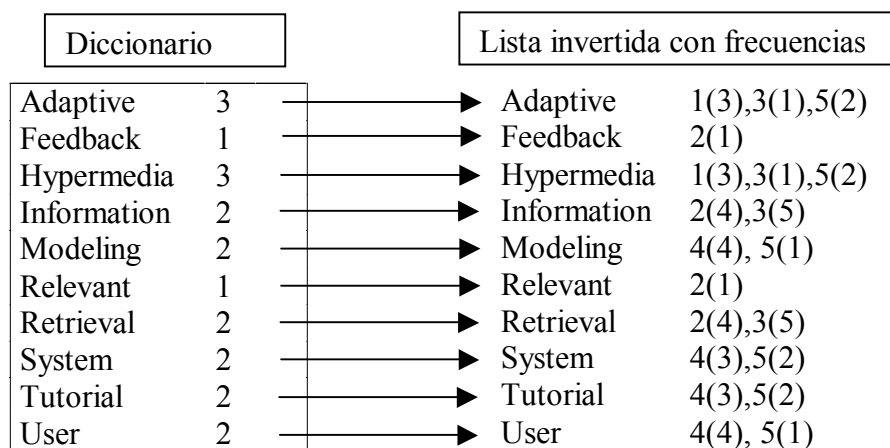 Diccionario Lista invertida con frecuencias
Adaptive 3 Adaptive 1(3),3(1),5(2)
Feedback 1 Feedback 2(1)
Hypermedia 3 Hypermedia 1(3),3(1),5(2)
Information 2 Information 2(4),3(5)
Modeling 2 Modeling 4(4), 5(1)
Relevant 1 Relevant 2(1)
Retrieval 2 Retrieval 2(4),3(5)
System 2 System 4(3),5(2)
Tutorial 2 Tutorial 4(3),5(2)
User 2 User 4(4), 5(1)